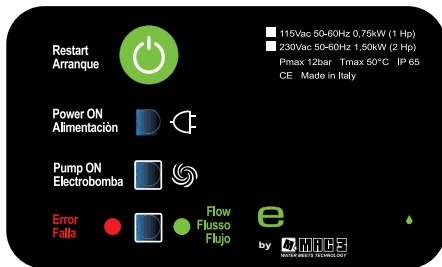 Restart
Arranque
115Vac 50-60Hz 0,75kW (1 Hp)
230Vac 50-60Hz 1,50kW (2 Hp)
Pmax 12bar Tmax 50°C IP 65
CE Made in Italy
Power ON
Alimentaciòn
Pump ON
Electrobomba
Error
Falla
Flow
Flusso
Flujo
e
by MAC3
WATER MEETS TECHNOLOGY